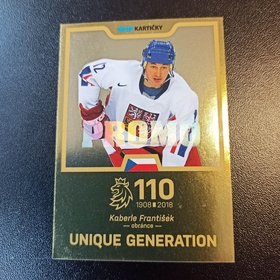 KARTIČKY
PROMO
110
1908 2018
Kaberle František
obránce
UNIQUE GENERATION